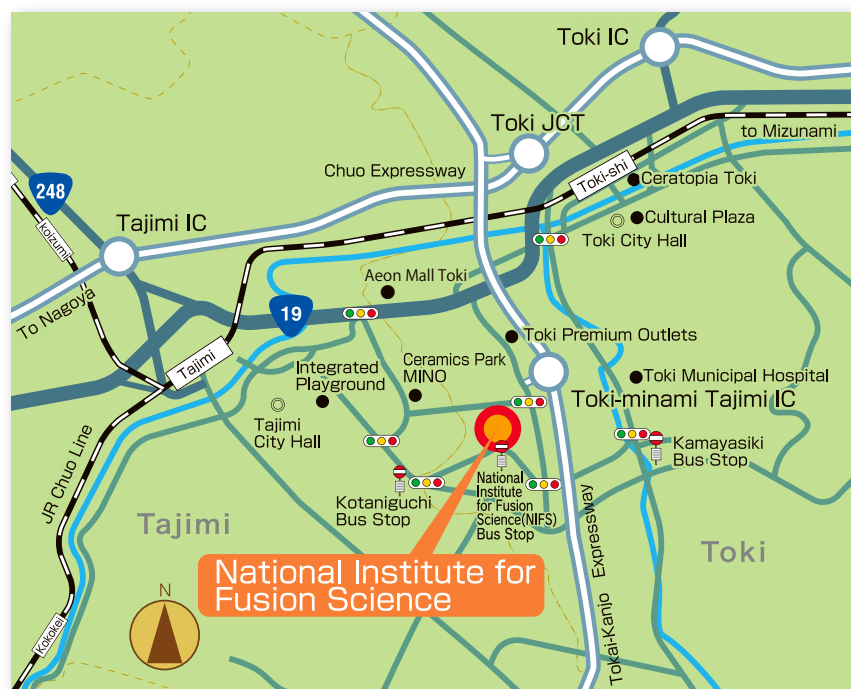 Toki IC
Toki JCT
to Mizunami
Chuo Expressway
Toki-shi
Ceratopia Toki
248
Cultural Plaza
koizumi
Tajimi IC
Toki City Hall
Aeon Mall Toki
To Nagoya
19
Toki Premium Outlets
Tajimi
Integrated
Playground
Ceramics Park
MINO
Toki Municipal Hospital
Toki-minami Tajimi IC
Tajimi
City Hall
Kamayasiki
Bus Stop
JR Chuo Line
Kotaniguchi
Bus Stop
National
Institute
for Fusion
Science(NIFS)
Bus Stop
Tajimi
Toki
National Institute for
Fusion Science
Tokai-Kanjo Expressway
N
Kokokei